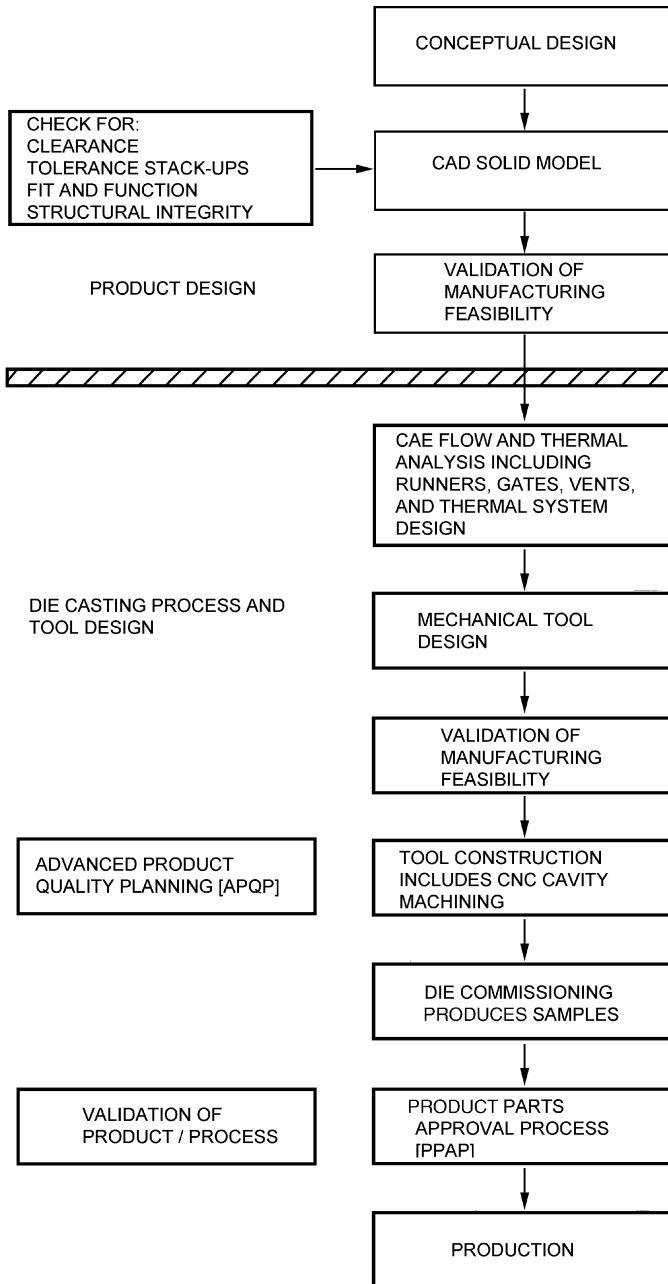 CONCEPTUAL DESIGN
CHECK FOR:
CLEARANCE
TOLERANCE STACK-UPS
FIT AND FUNCTION
STRUCTURAL INTEGRITY
CAD SOLID MODEL
PRODUCT DESIGN
VALIDATION OF
MANUFACTURING
FEASIBILITY
CAE FLOW AND THERMAL
ANALYSIS INCLUDING
RUNNERS, GATES, VENTS,
AND THERMAL SYSTEM
DESIGN
DIE CASTING PROCESS AND
TOOL DESIGN
MECHANICAL TOOL
DESIGN
VALIDATION OF
MANUFACTURING
FEASIBILITY
ADVANCED PRODUCT
QUALITY PLANNING [APQP]
TOOL CONSTRUCTION
INCLUDES CNC CAVITY
MACHINING
DIE COMMISSIONING
PRODUCES SAMPLES
VALIDATION OF
PRODUCT / PROCESS
PRODUCT PARTS
APPROVAL PROCESS
[PPAP]
PRODUCTION